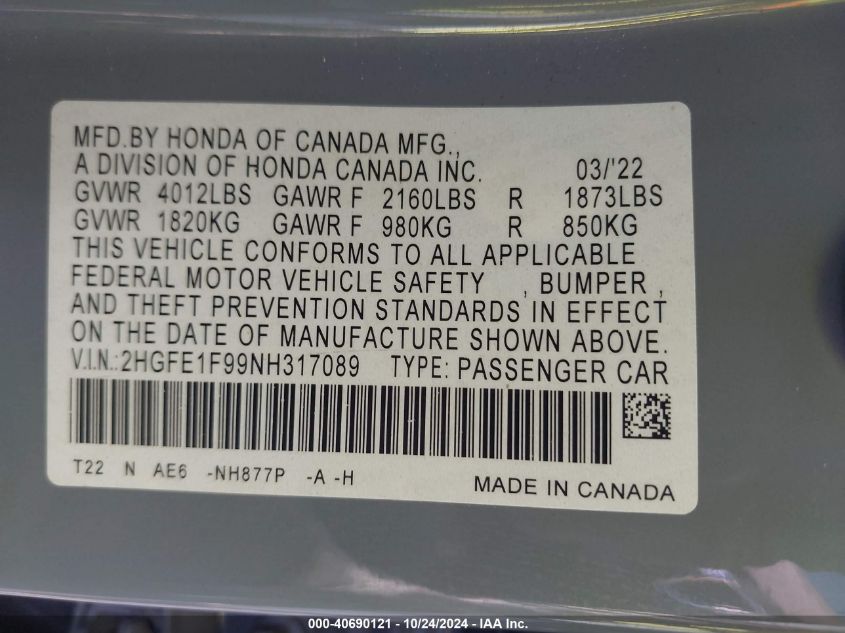 MFD.BY HONDA OF CANADA MFG.,
A DIVISION OF HONDA CANADA INC. 03/'22
GVWR 4012LBS GAWR F 2160LBS R 1873LBS
GVWR 1820KG GAWR F 980KG R 850KG
THIS VEHICLE CONFORMS TO ALL APPLICABLE
FEDERAL MOTOR VEHICLE SAFETY , BUMPER ,
AND THEFT PREVENTION STANDARDS IN EFFECT
ON THE DATE OF MANUFACTURE SHOWN ABOVE.
V.I.N.:2HGFE1F99NH317089 TYPE: PASSENGER CAR
T22 N AE6 -NH877P -A -H
MADE IN CANADA
000-40690121 - 10/24/2024 - IAA Inc.